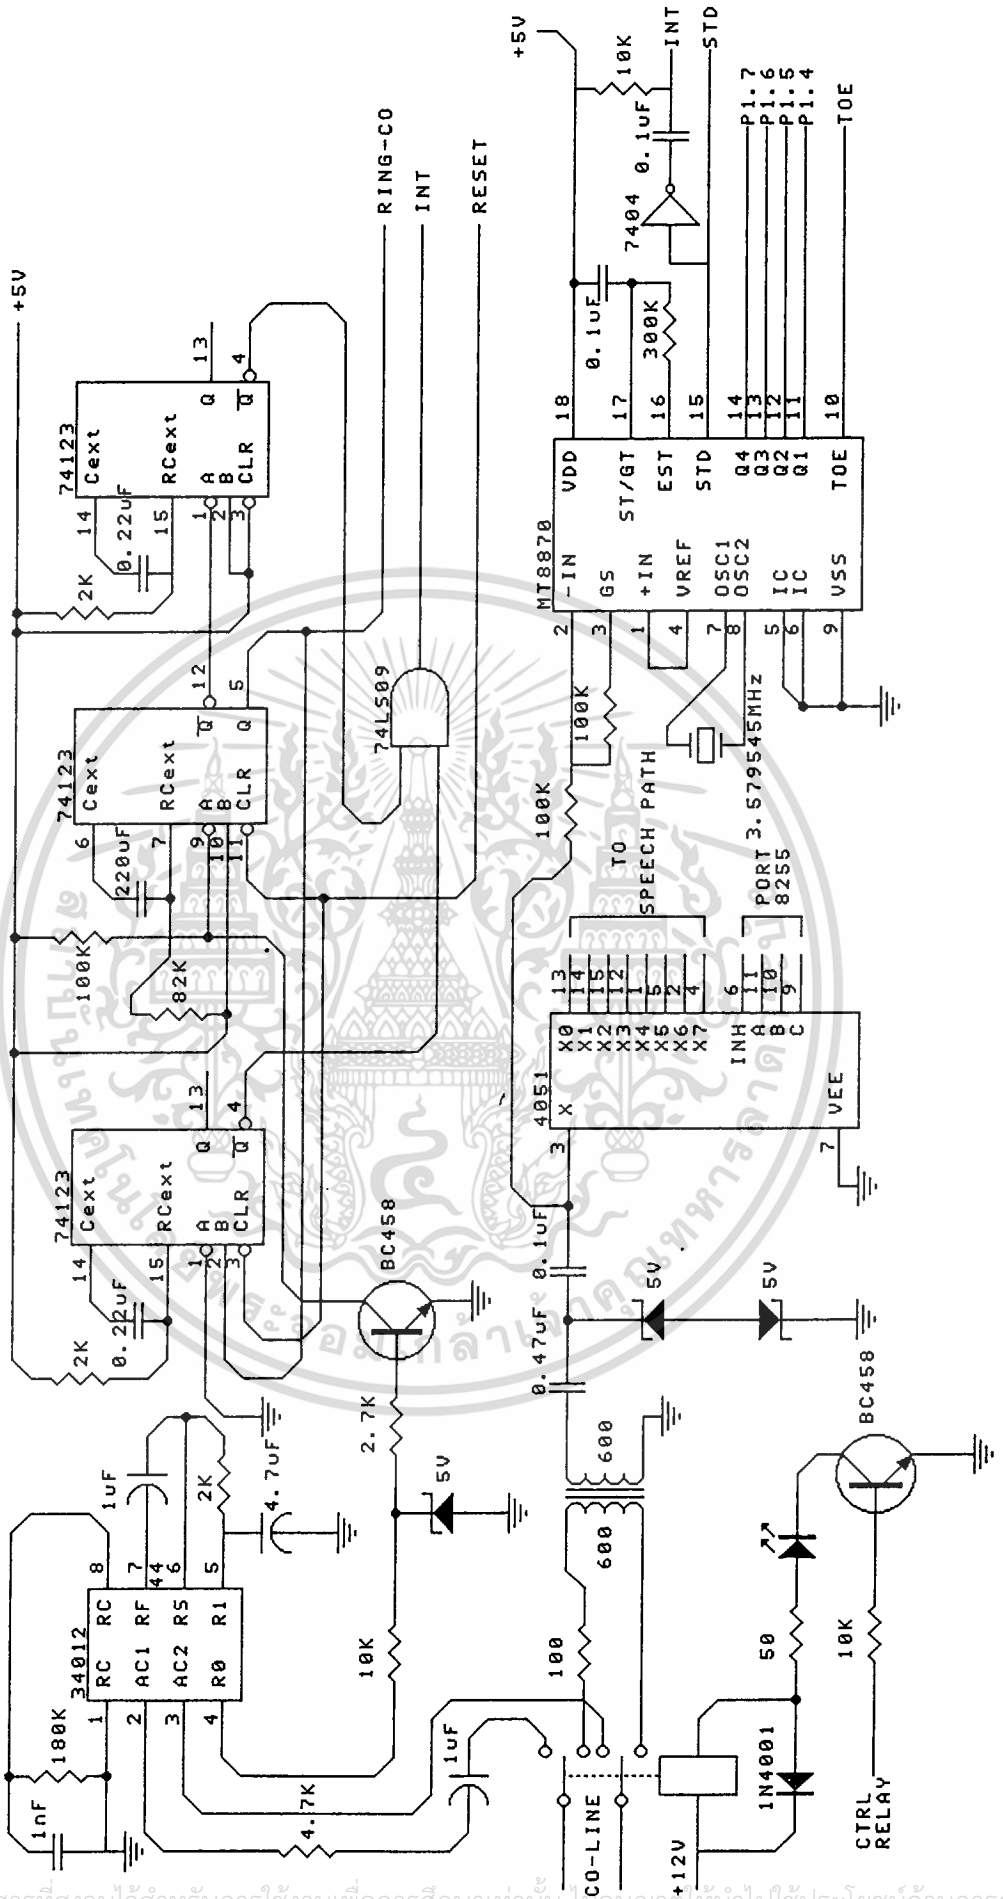 +5V
74123
Cext
RCext
A
B
CLR
Q
Q
14
15
1
2
3
13
4
2K
0.22uF
74123
Cext
RCext
A
B
CLR
Q
Q
6
7
9
10
11
12
5
220uF
100K
82K
74123
Cext
RCext
A
B
CLR
Q
Q
14
15
1
2
3
13
4
2K
0.22uF
RING-CO
INT
RESET
74LS09
34012
RC
AC1
AC2
R0
RC
RF
RS
R1
1
2
3
4
8
7
44
6
5
1nF
180K
1uF
2K
4.7uF
4.7K
10K
2.7K
5V
BC458
1uF
CO-LINE
100
600
600
0.47uF
0.1uF
5V
5V
+12V
1N4001
50
10K
BC458
CTRL
RELAY
4051
X
X0
X1
X2
X3
X4
X5
X6
X7
INH
A
B
C
VEE
3
13
14
15
12
1
5
2
4
6
11
10
9
7
TO
SPEECH PATH
PORT
8255
100K
100K
3.579545MHz
MT8870
-IN
GS
+IN
VREF
OSC1
OSC2
IC
IC
VSS
VDD
ST/GT
EST
STD
Q4
Q3
Q2
Q1
TOE
2
3
1
4
7
8
5
6
9
18
17
16
15
14
13
12
11
10
0.1uF
300K
7404
0.1uF
10K
+5V
INT
STD
P1.7
P1.6
P1.5
P1.4
TOE